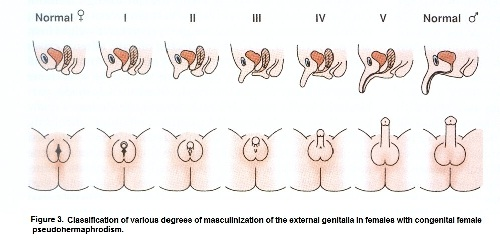 Normal ♀ I II III IV V Normal ♂
Figure 3. Classification of various degrees of masculinization of the external genitalia in females with congenital female
pseudohermaphrodism.